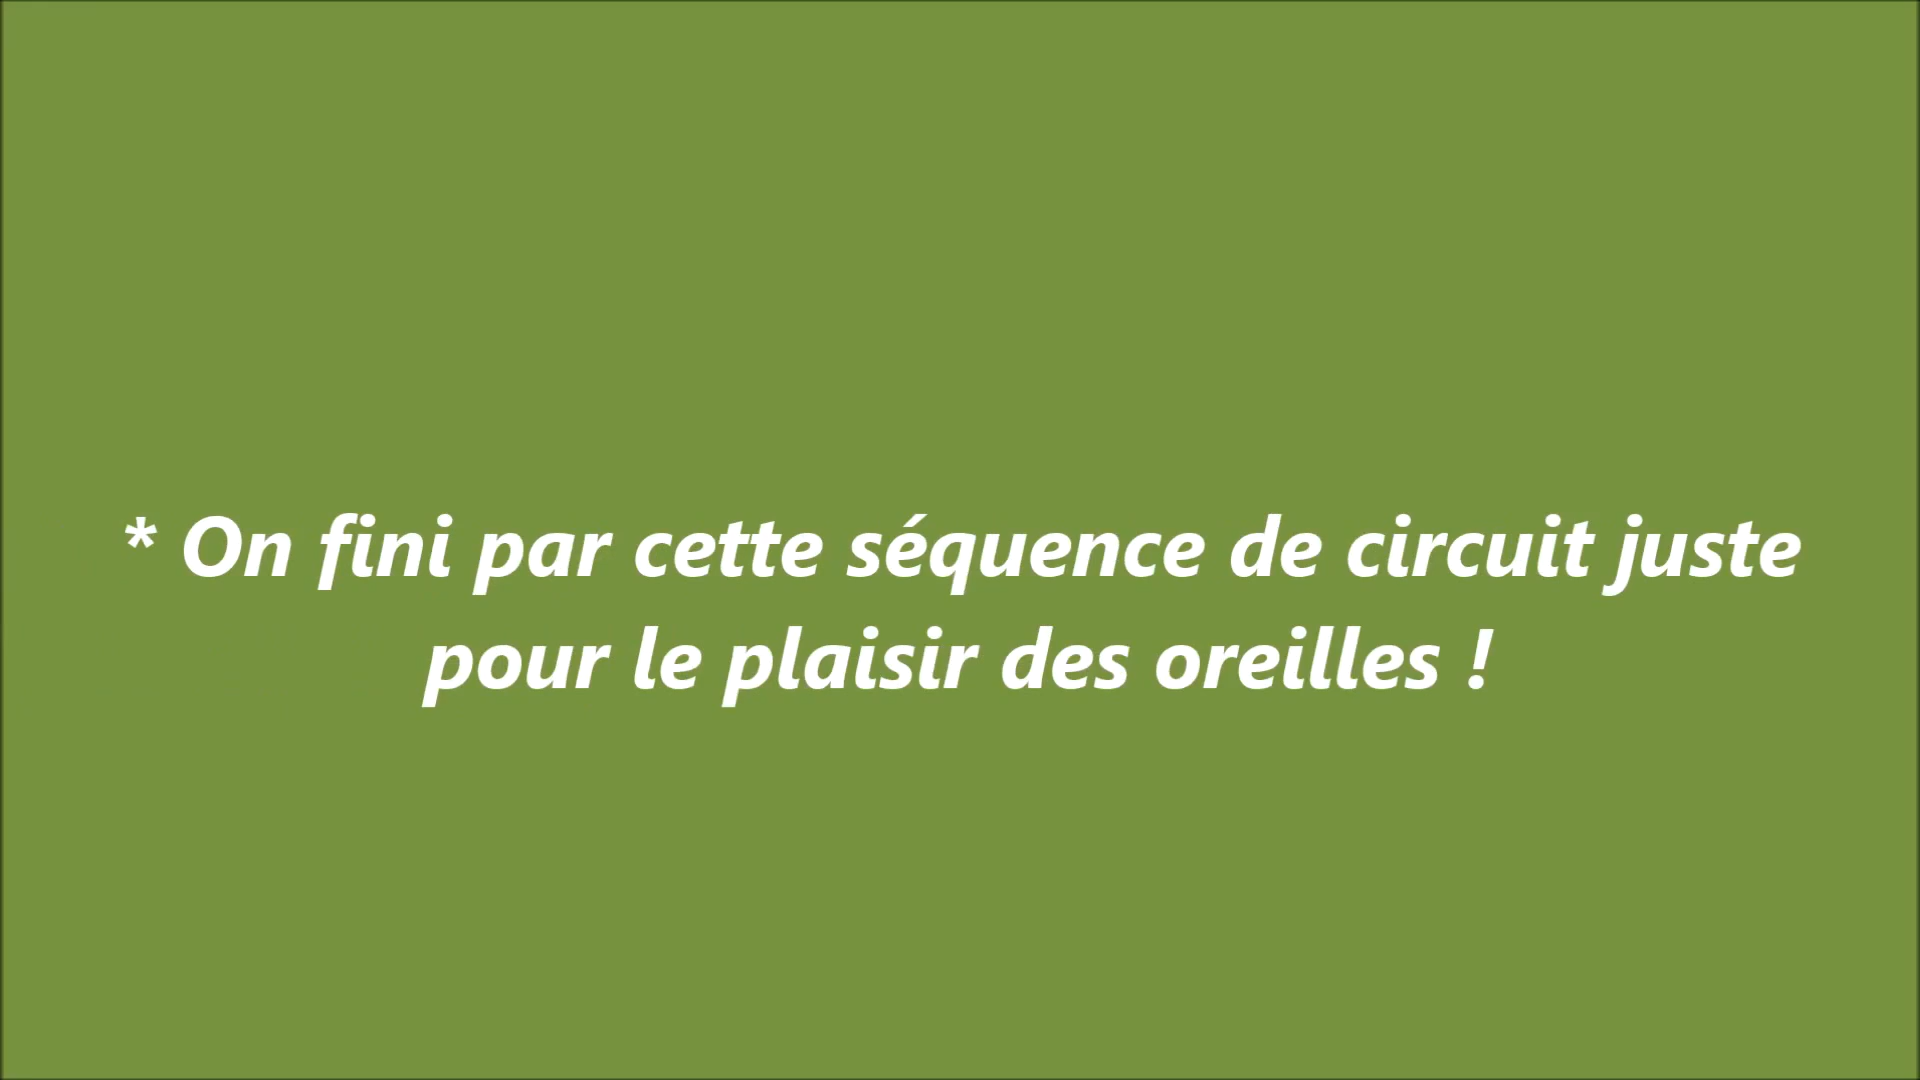 * On fini par cette séquence de circuit juste
pour le plaisir des oreilles !